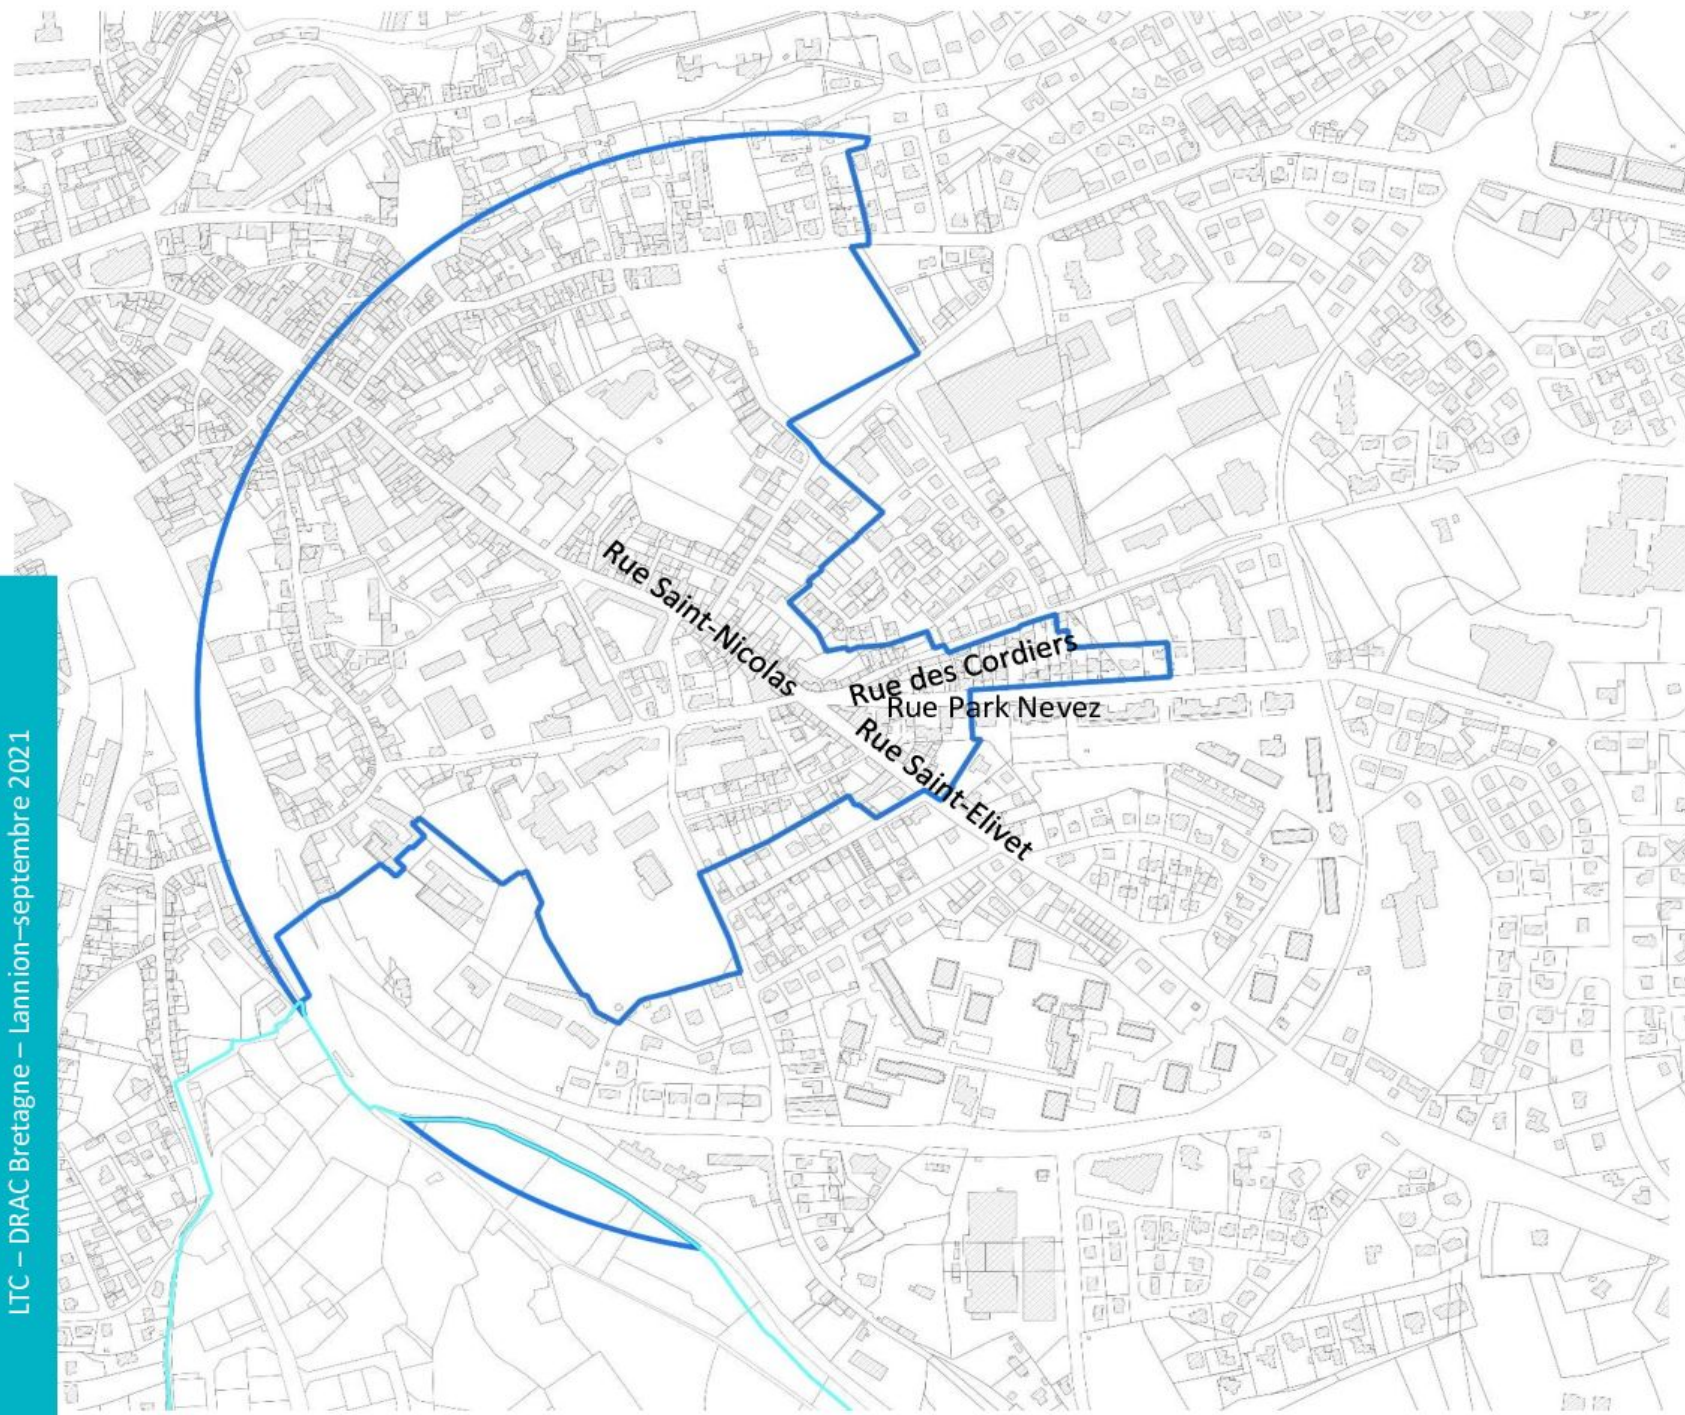 Rue Saint-Nicolas
Rue des Cordiers
Rue Park Nevez
Rue Saint-Elivet
LTC – DRAC Bretagne – Lannion–septembre 2021